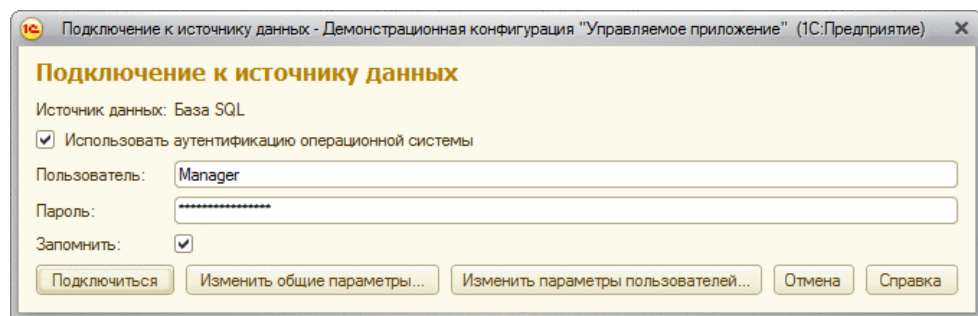 1С Подключение к источнику данных - Демонстрационная конфигурация "Управляемое приложение" (1С:Предприятие)
Подключение к источнику данных
Источник данных: База SQL
Использовать аутентификацию операционной системы
Пользователь: Manager
Пароль: ****************
Запомнить:
Подключиться Изменить общие параметры... Изменить параметры пользователей... Отмена Справка